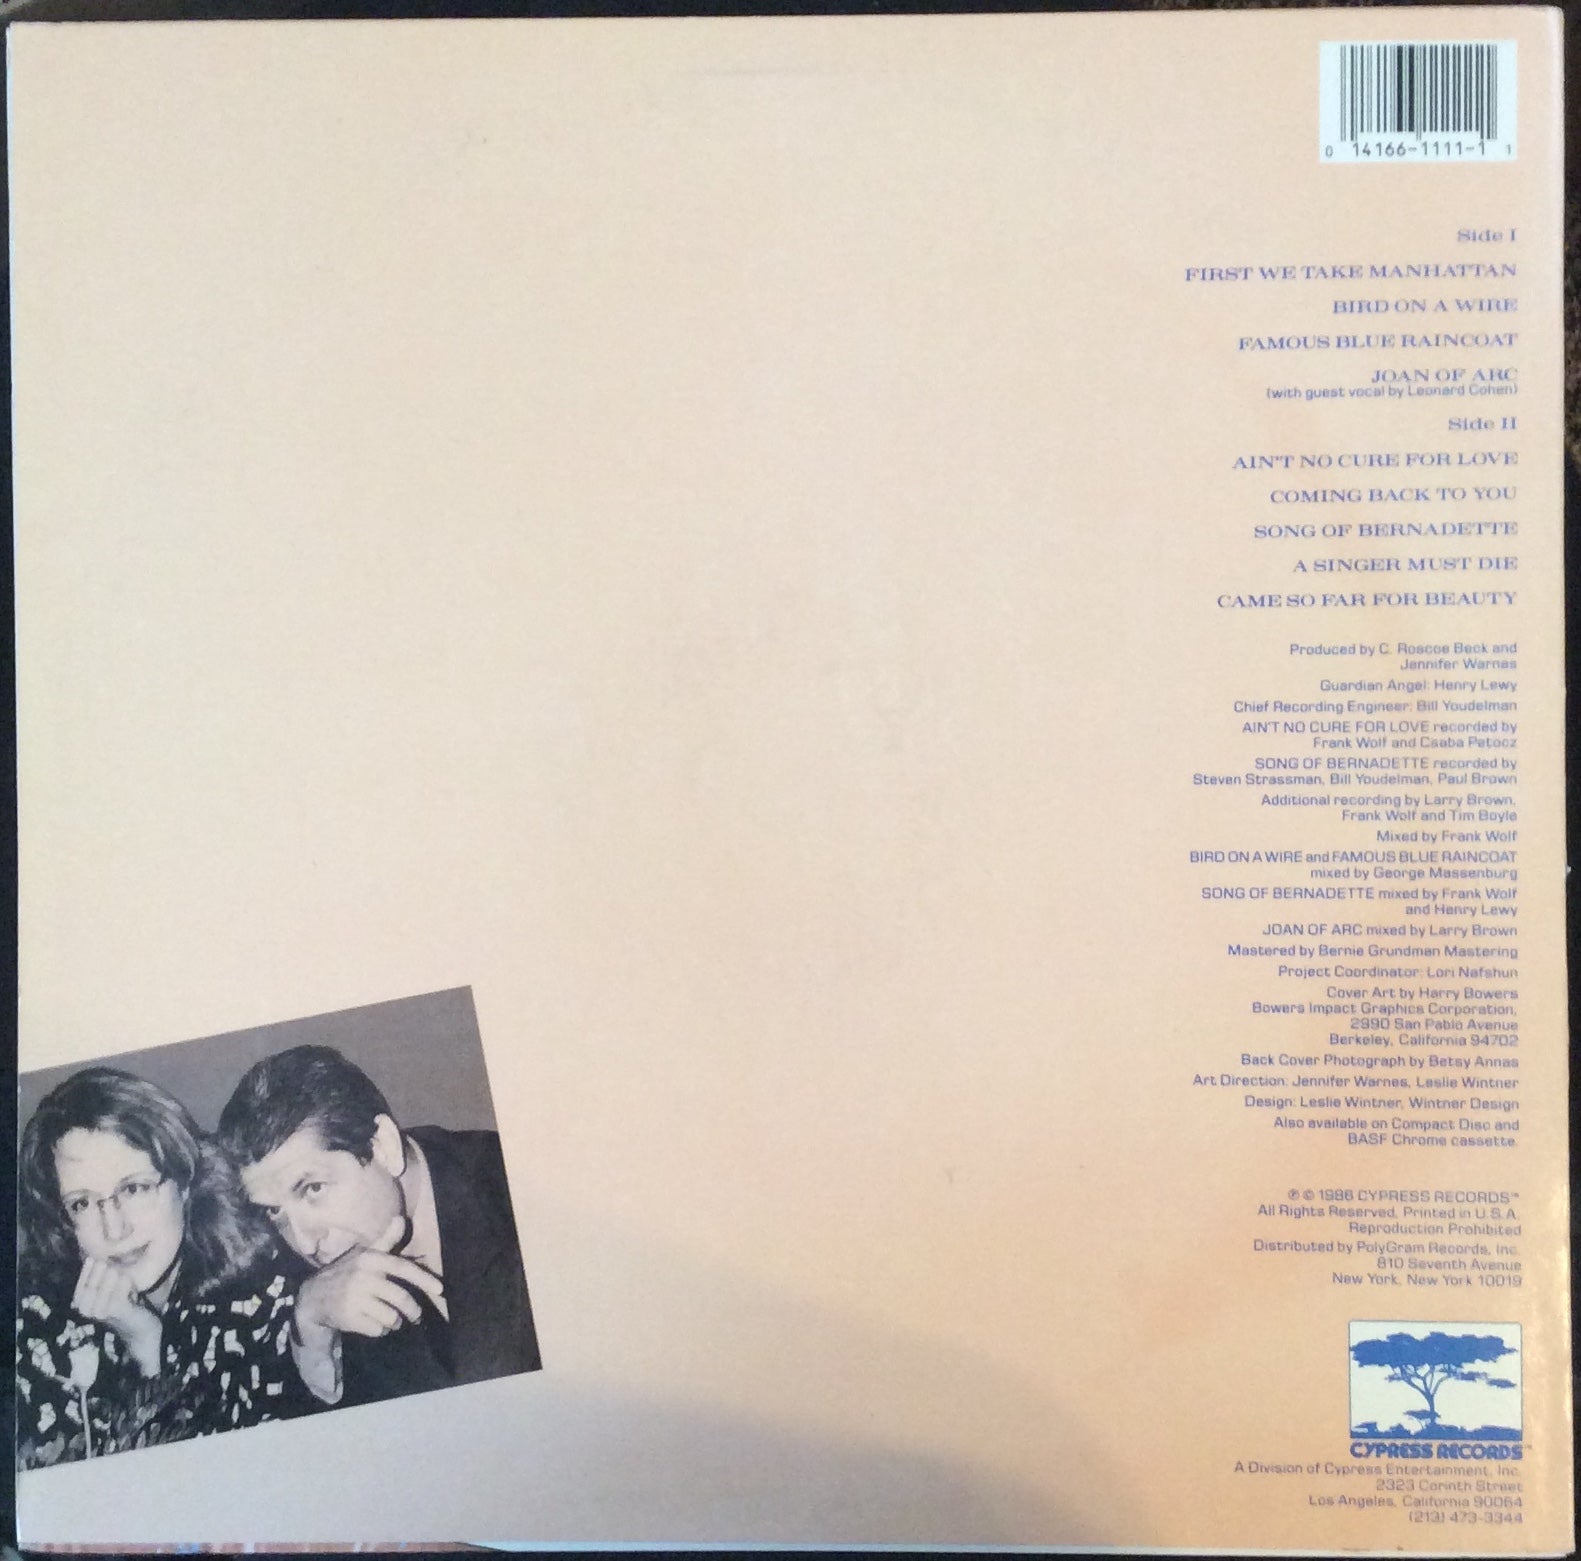 0 14166-1111-1 1
Side I
FIRST WE TAKE MANHATTAN
BIRD ON A WIRE
FAMOUS BLUE RAINCOAT
JOAN OF ARC
(with guest vocal by Leonard Cohen)
Side II
AIN'T NO CURE FOR LOVE
COMING BACK TO YOU
SONG OF BERNADETTE
A SINGER MUST DIE
CAME SO FAR FOR BEAUTY
Produced by C. Roscoe Beck and
Jennifer Warnes
Guardian Angel: Henry Lewy
Chief Recording Engineer: Bill Youdelman
AIN'T NO CURE FOR LOVE recorded by
Frank Wolf and Csaba Petocz
SONG OF BERNADETTE recorded by
Steven Strassman, Bill Youdelman, Paul Brown
Additional recording by Larry Brown,
Frank Wolf and Tim Boyle
Mixed by Frank Wolf
BIRD ON A WIRE and FAMOUS BLUE RAINCOAT
mixed by George Massenburg
SONG OF BERNADETTE mixed by Frank Wolf
and Henry Lewy
JOAN OF ARC mixed by Larry Brown
Mastered by Bernie Grundman Mastering
Project Coordinator: Lori Nafshun
Cover Art by Harry Bowers
Bowers Impact Graphics Corporation,
2990 San Pablo Avenue
Berkeley, California 94702
Back Cover Photograph by Betsy Annas
Art Direction: Jennifer Warnes, Leslie Wintner
Design: Leslie Wintner, Wintner Design
Also available on Compact Disc and
BASF Chrome cassette.
℗ © 1986 CYPRESS RECORDS™
All Rights Reserved. Printed in U.S.A.
Reproduction Prohibited
Distributed by PolyGram Records, Inc.
810 Seventh Avenue
New York, New York 10019
CYPRESS RECORDS™
A Division of Cypress Entertainment, Inc.
2323 Corinth Street
Los Angeles, California 90064
(213) 473-3344